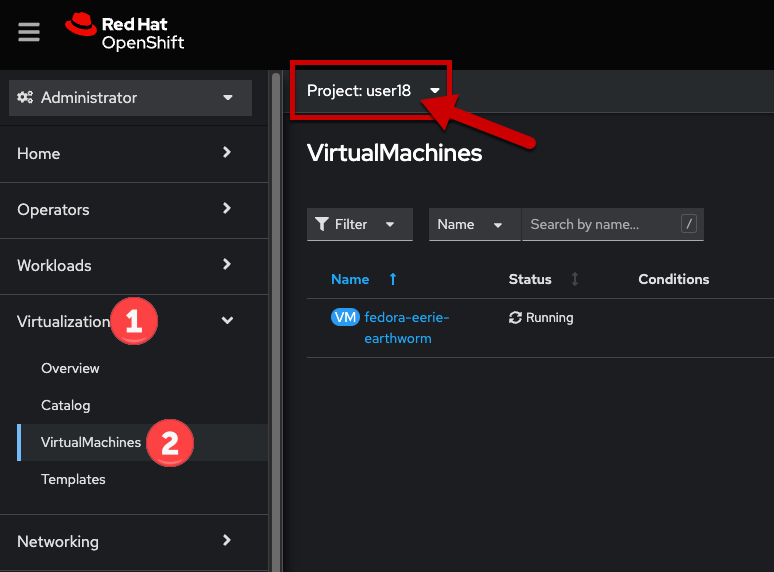 Red Hat
OpenShift
Administrator
Project: user18
Home
Operators
Workloads
Virtualization 1
Overview
Catalog
VirtualMachines 2
Templates
Networking
VirtualMachines
Filter
Name
Search by name...
/
Name
Status
Conditions
VM fedora-eerie-
earthworm
Running